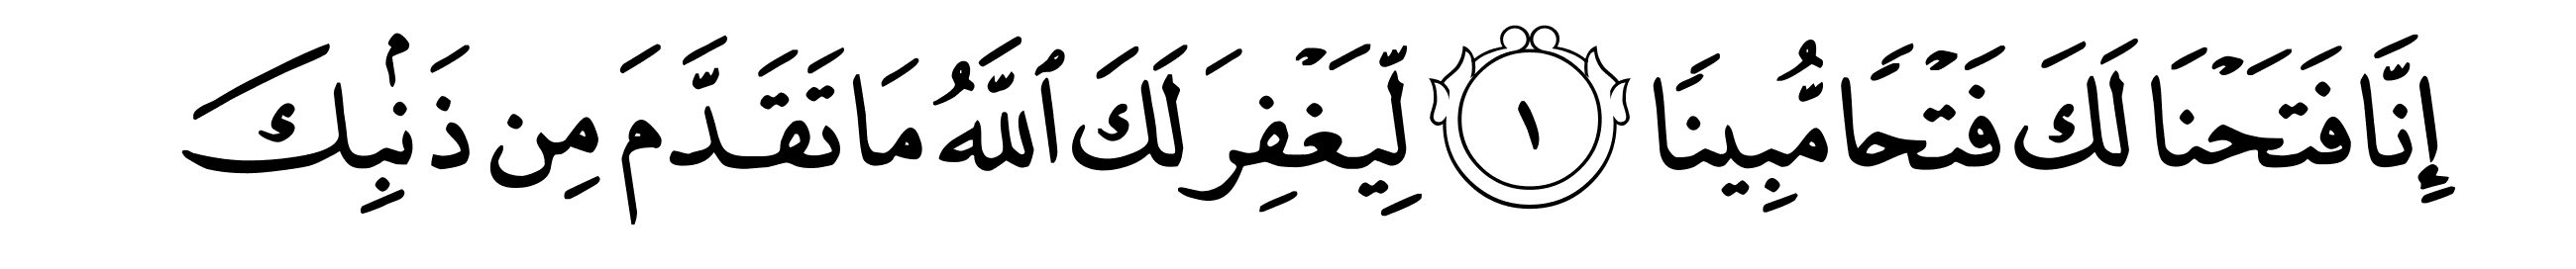 إِنَّا فَتَحْنَا لَكَ فَتْحًا مُّبِينًا ١ لِّيَغْفِرَ لَكَ ٱللَّهُ مَا تَقَدَّمَ مِن ذَنۢبِكَ